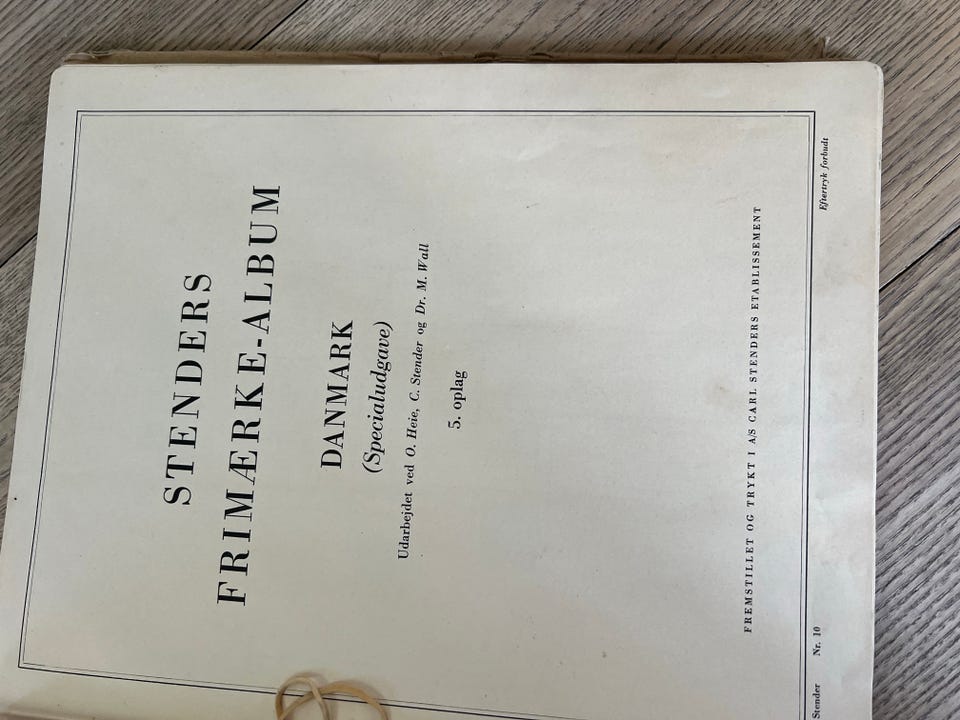 STENDERS
FRIMÆRKE-ALBUM
DANMARK
(Specialudgave)
Udarbejdet ved O. Heie, C. Stender og Dr. M. Wall
5. oplag
FREMSTILLET OG TRYKT I A/S CARL STENDERS ETABLISSEMENT
Stender Nr. 10 Eftertryk forbudt